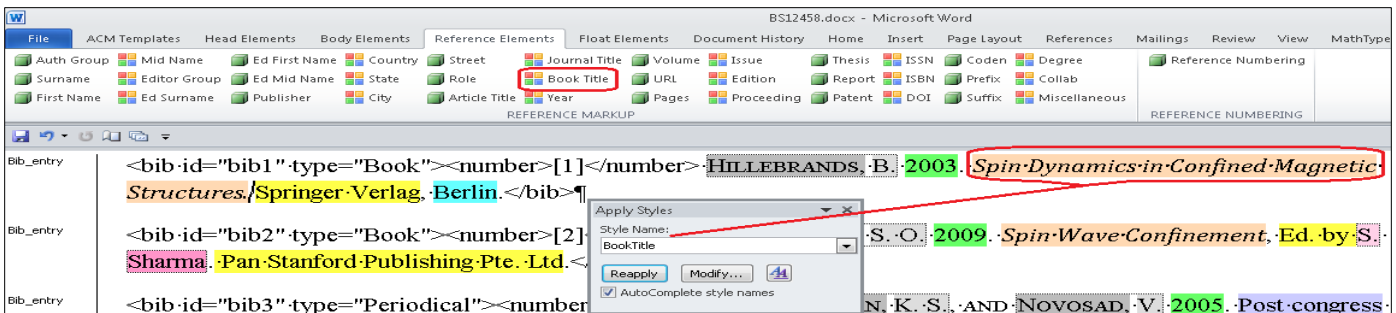 BS12458.docx - Microsoft Word
File ACM Templates Head Elements Body Elements Reference Elements Float Elements Document History Home Insert Page Layout References Mailings Review View MathType
Auth Group Mid Name Ed First Name Country Street Journal Title Volume Issue Thesis ISSN Coden Degree Reference Numbering
Surname Editor Group Ed Mid Name State Role Book Title URL Edition Report ISBN Prefix Collab
First Name Ed Surname Publisher City Article Title Year Pages Proceeding Patent DOI Suffix Miscellaneous
REFERENCE MARKUP REFERENCE NUMBERING
Bib_entry <bib·id="bib1"·type="Book"><number>[1]</number>·HILLEBRANDS,·B.·2003.·Spin·Dynamics·in·Confined·Magnetic·
Structures./Springer·Verlag,·Berlin.</bib>¶
Apply Styles
Style Name:
Bib_entry <bib·id="bib2"·type="Book"><number>[2] BookTitle ·S.·O.·2009.·Spin·Wave·Confinement,·Ed.·by·S.·
Sharma.·Pan·Stanford·Publishing·Pte.·Ltd.< Reapply Modify...
AutoComplete style names
Bib_entry <bib·id="bib3"·type="Periodical"><number N,·K.·S.,·AND·NOVOSAD,·V.·2005.·Post·congress·